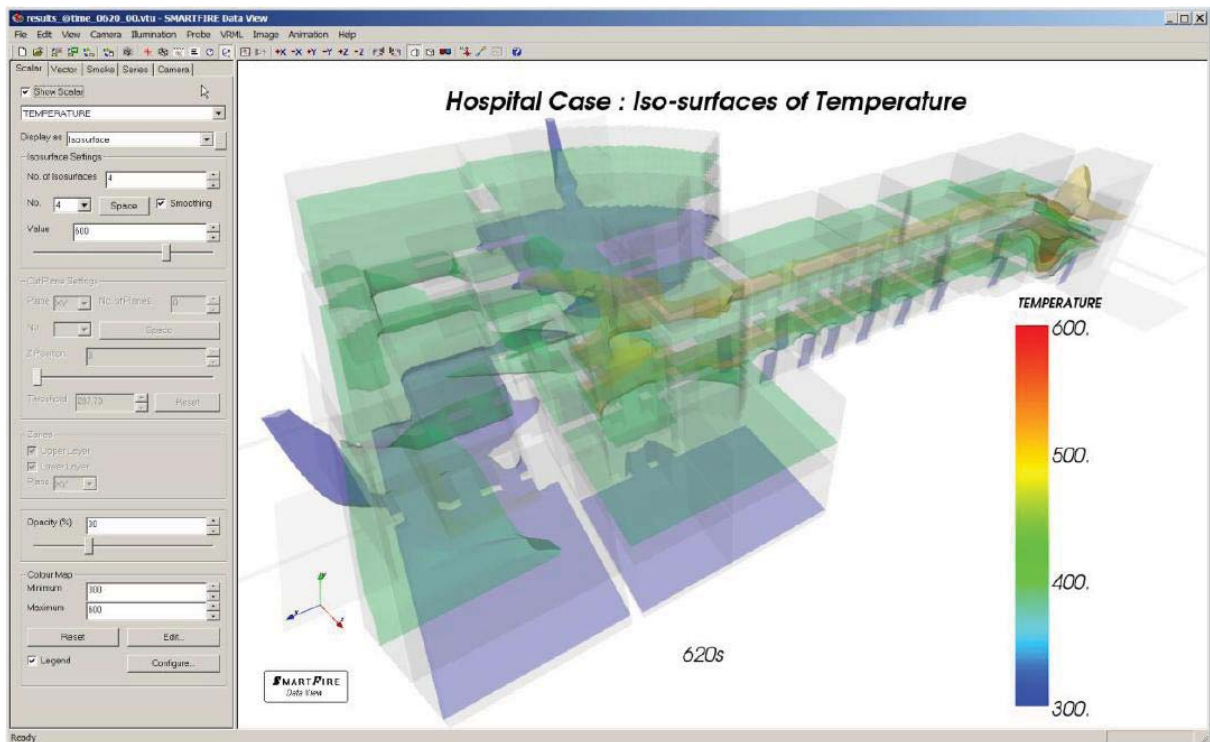 results_@time_0620_00.vtu - SMARTFIRE Data View
File Edit View Camera Illumination Probe VRML Image Animation Help
+X -X +Y -Y +Z -Z
Scalar Vector Smoke Series Camera
Show Scalar
TEMPERATURE
Display as Isosurface
Isosurface Settings
No. of Isosurfaces 4
No. 4 Space Smoothing
Value 600
Cut Plane Settings
Plane XY No. of Planes 0
No. Space
Z Position
Threshold Reset
Zones
Upper Layer
Lower Layer
Plane XY
Opacity (%) 30
Colour Map
Minimum 300
Maximum 600
Reset Edit...
Legend Configure...
Ready
Hospital Case : Iso-surfaces of Temperature
TEMPERATURE
600.
500.
400.
300.
y
x
z
620s
SMARTFIRE
Data View